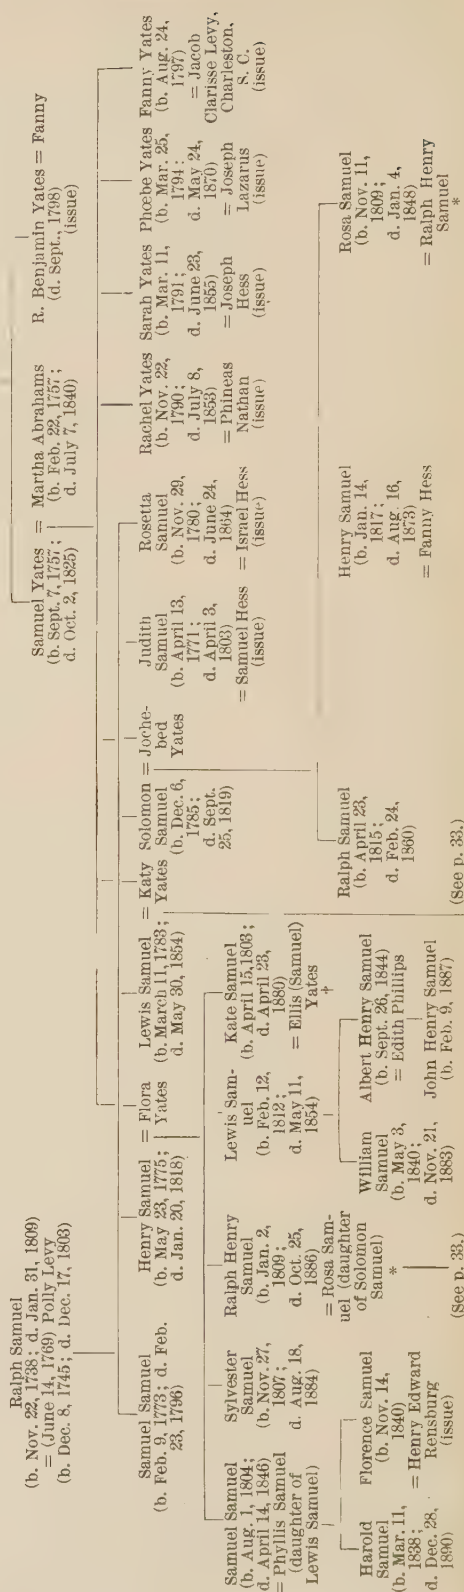 Ralph Samuel
(b. Nov. 22, 1738; d. Jan. 31, 1809)
= (June 14, 1769) Polly Levy
(b. Dec. 8, 1745; d. Dec. 17, 1803)
Samuel Yates
(b. Sept. 7, 1757;
d. Oct. 2, 1825)
= Martha Abrahams
(b. Feb. 22, 1757;
d. July 7, 1840)
R. Benjamin Yates = Fanny
(d. Sept., 1798)
(issue)
Samuel Samuel
(b. Feb. 9, 1773; d. Feb.
23, 1796)
Henry Samuel
(b. May 23, 1775;
d. Jan. 20, 1818)
= Flora
Yates
Lewis Samuel
(b. March 11, 1783;
d. May 30, 1854)
= Katy
Yates
Solomon
Samuel
(b. Dec. 6,
1785;
d. Sept.
25, 1819)
= Joche-
bed
Yates
Judith
Samuel
(b. April 13,
1771;
d. April 3,
1803)
= Samuel Hess
(issue)
Rosetta
Samuel
(b. Nov. 29,
1780;
d. June 24,
1864)
= Israel Hess
(issue)
Rachel Yates
(b. Nov. 22,
1790;
d. July 8,
1853)
= Phineas
Nathan
(issue)
Sarah Yates
(b. Mar. 11,
1791;
d. June 23,
1855)
= Joseph
Hess
(issue)
Phœbe Yates
(b. Mar. 25,
1794;
d. May 24,
1870)
= Joseph
Lazarus
(issue)
Fanny Yates
(b. Aug. 24,
1797)
= Jacob
Clarisse Levy,
Charleston,
S. C.
(issue)
Samuel Samuel
(b. Aug. 1, 1804;
d. April 14, 1846)
= Phyllis Samuel
(daughter of
Lewis Samuel)
Sylvester
Samuel
(b. Nov. 27,
1807;
d. Aug. 18,
1884)
Ralph Henry
Samuel
(b. Jan. 2,
1809;
d. Oct. 25,
1886)
= Rosa Sam-
uel (daughter
of Solomon
Samuel)
*
(See p. 33.)
Lewis Sam-
uel
(b. Feb. 12,
1812;
d. May 11,
1854)
Kate Samuel
(b. April 15, 1803;
d. April 23,
1880)
= Ellis (Samuel)
Yates
†
(See p. 33.)
Ralph Samuel
(b. April 23,
1815;
d. Feb. 24,
1860)
Henry Samuel
(b. Jan. 14,
1817;
d. Aug. 16,
1873)
= Fanny Hess
Rosa Samuel
(b. Nov. 11,
1809;
d. Jan. 4,
1848)
= Ralph Henry
Samuel
*
Harold
Samuel
(b. Mar. 11,
1838;
d. Dec. 28,
1890)
Florence Samuel
(b. Nov. 14,
1840)
= Henry Edward
Rensburg
(issue)
William
Samuel
(b. May 3,
1840;
d. Nov. 21,
1883)
Albert Henry Samuel
(b. Sept. 26, 1844)
= Edith Phillips
John Henry Samuel
(b. Feb. 9, 1887)